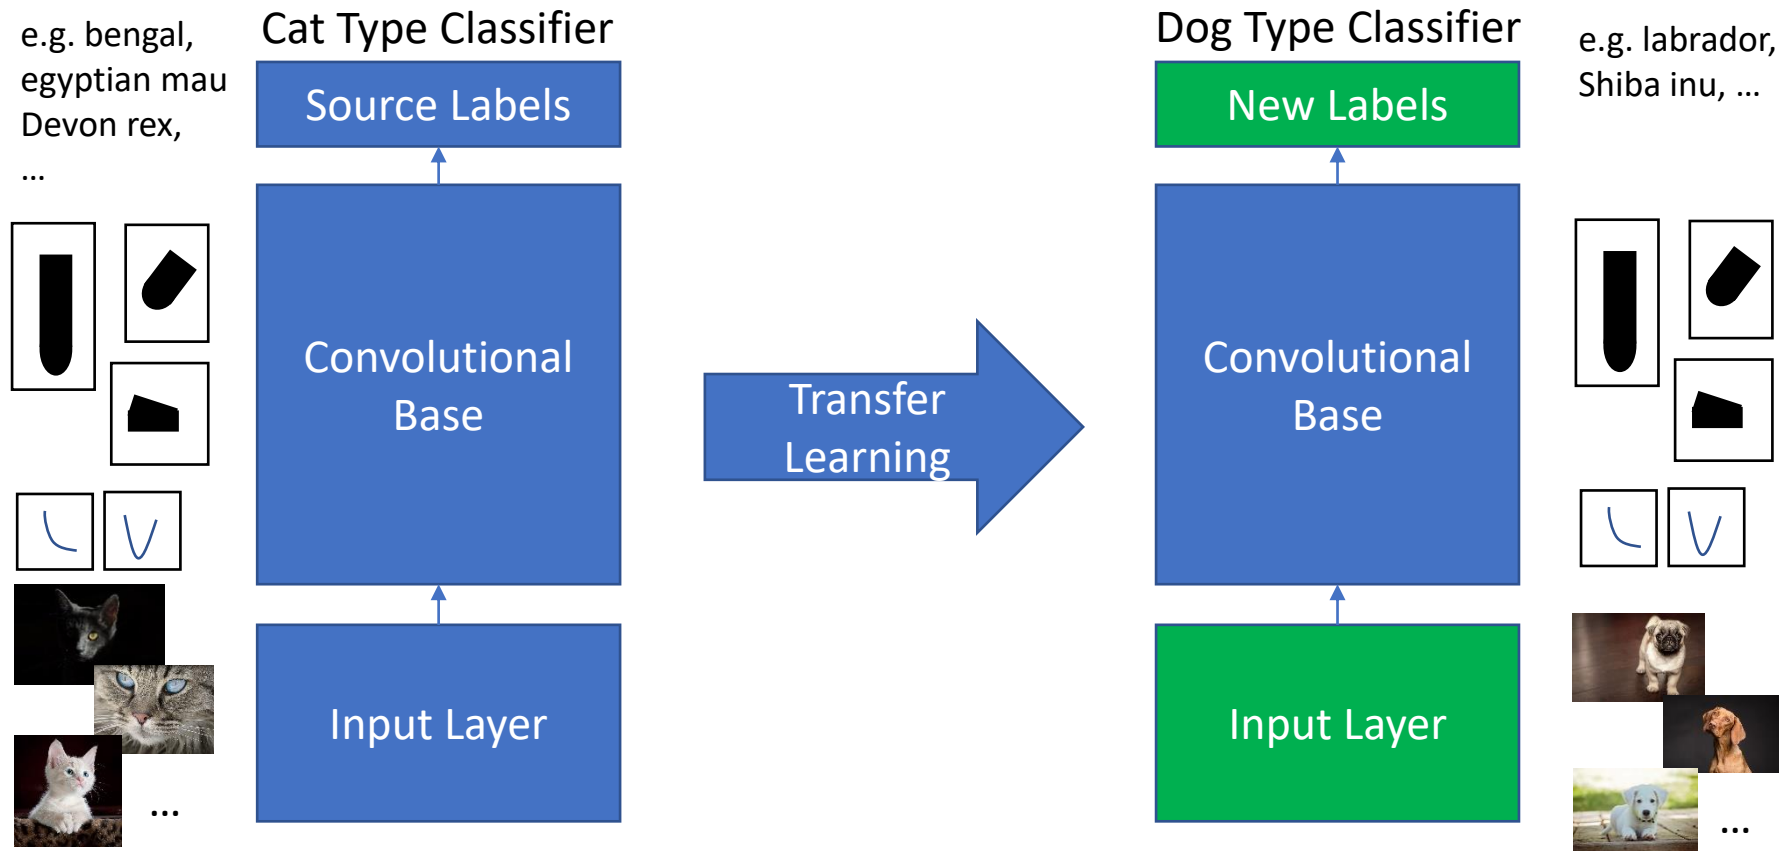 e.g. bengal,
egyptian mau
Devon rex,
...
Cat Type Classifier
Source Labels
Convolutional
Base
Input Layer
...
Transfer
Learning
Dog Type Classifier
New Labels
Convolutional
Base
Input Layer
e.g. labrador,
Shiba inu, ...
...